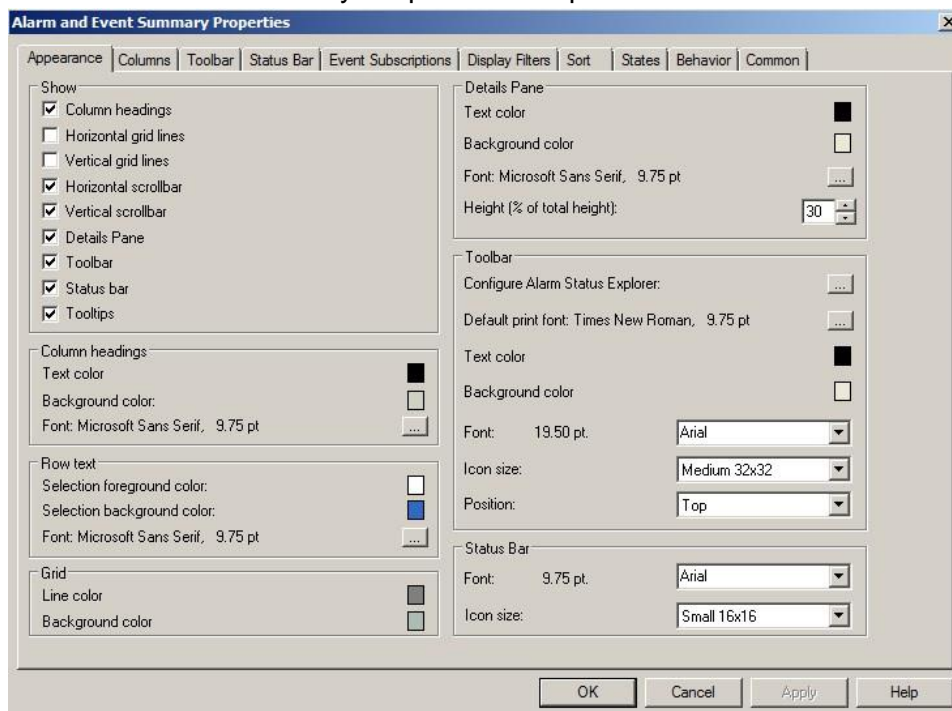 Alarm and Event Summary Properties
Appearance Columns Toolbar Status Bar Event Subscriptions Display Filters Sort States Behavior Common
Show
Column headings
Horizontal grid lines
Vertical grid lines
Horizontal scrollbar
Vertical scrollbar
Details Pane
Toolbar
Status bar
Tooltips
Column headings
Text color
Background color:
Font: Microsoft Sans Serif, 9.75 pt
...
Row text
Selection foreground color:
Selection background color:
Font: Microsoft Sans Serif, 9.75 pt
...
Grid
Line color
Background color
Details Pane
Text color
Background color
Font: Microsoft Sans Serif, 9.75 pt
...
Height (% of total height): 30
Toolbar
Configure Alarm Status Explorer:
...
Default print font: Times New Roman, 9.75 pt
...
Text color
Background color
Font: 19.50 pt. Arial
Icon size: Medium 32x32
Position: Top
Status Bar
Font: 9.75 pt. Arial
Icon size: Small 16x16
OK Cancel Apply Help